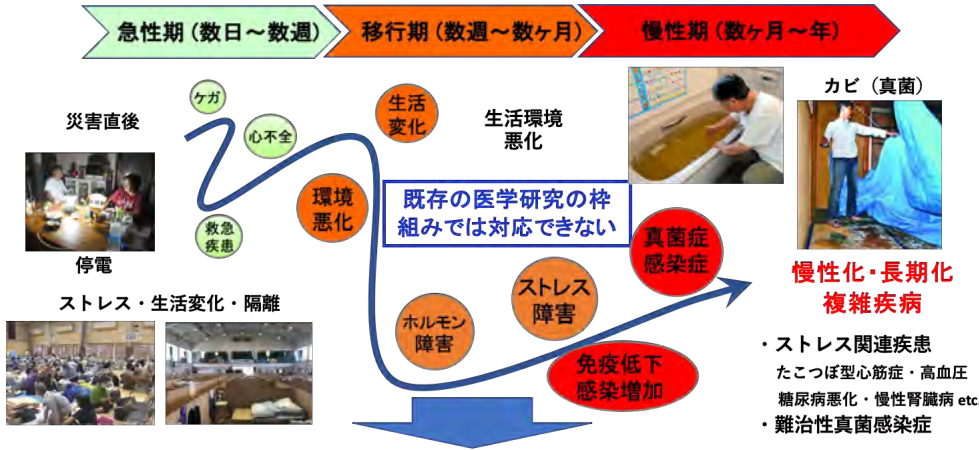 急性期（数日～数週）
移行期（数週～数ヶ月）
慢性期（数ヶ月～年）
災害直後
停電
ストレス・生活変化・隔離
ケガ
心不全
救急
疾患
環境
悪化
生活
変化
生活環境
悪化
既存の医学研究の枠
組みでは対応できない
ホルモン
障害
ストレス
障害
真菌症
感染症
免疫低下
感染増加
カビ（真菌）
慢性化・長期化
複雑疾病
・ストレス関連疾患
たこつぼ型心筋症・高血圧
糖尿病悪化・慢性腎臓病 etc.
・難治性真菌感染症